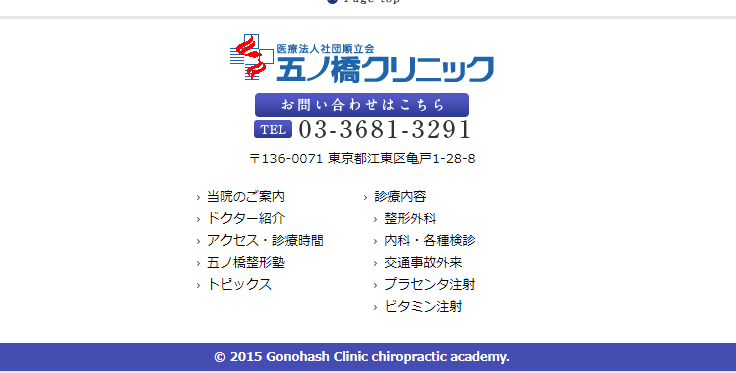 Page top
医療法人社団順立会
五ノ橋クリニック
お問い合わせはこちら
TEL 03-3681-3291
〒136-0071 東京都江東区亀戸1-28-8
› 当院のご案内
› ドクター紹介
› アクセス・診療時間
› 五ノ橋整形塾
› トピックス
› 診療内容
› 整形外科
› 内科・各種検診
› 交通事故外来
› プラセンタ注射
› ビタミン注射
© 2015 Gonohash Clinic chiropractic academy.